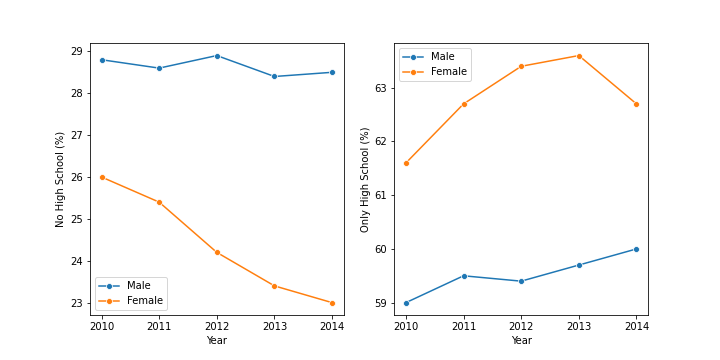 29
28
27
26
25
24
23
No High School (%)
Male
Female
2010 2011 2012 2013 2014
Year
63
62
61
60
59
Only High School (%)
Male
Female
2010 2011 2012 2013 2014
Year